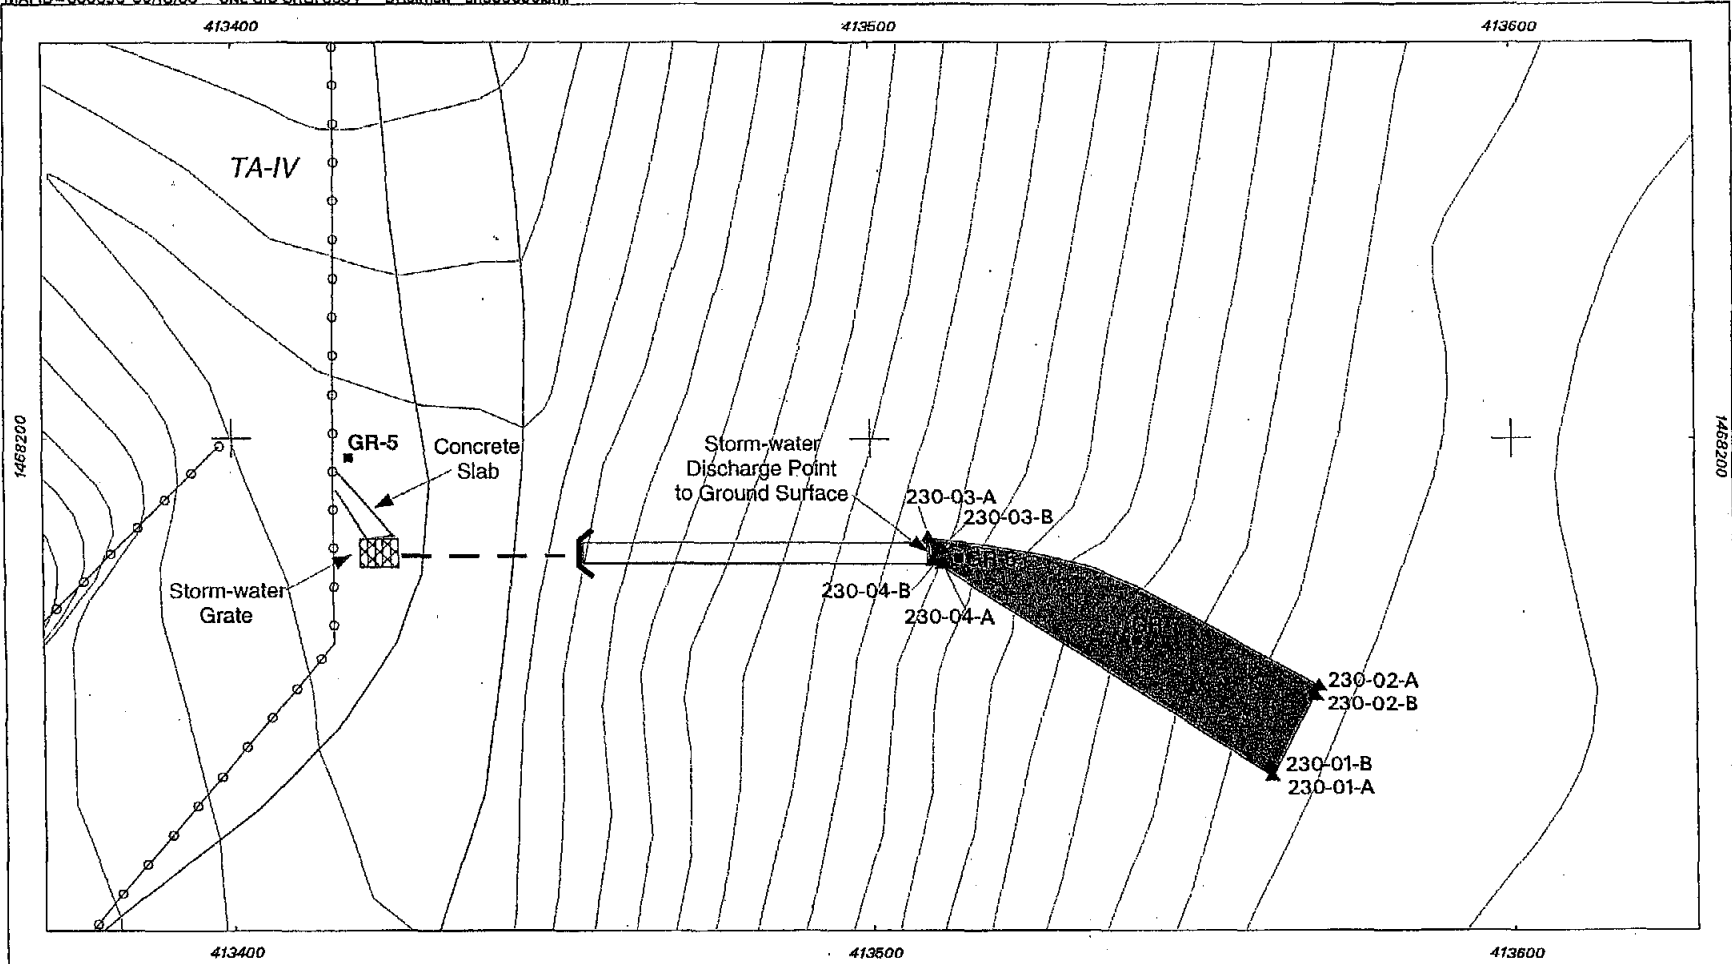 413400
413500
413600
TA-IV
1468200
1468200
GR-5
Concrete
Slab
Storm-water
Discharge Point
to Ground Surface
230-03-A
230-03-B
Storm-water
Grate
230-04-B
230-04-A
230-02-A
230-02-B
230-01-B
230-01-A
413400
413500
413600